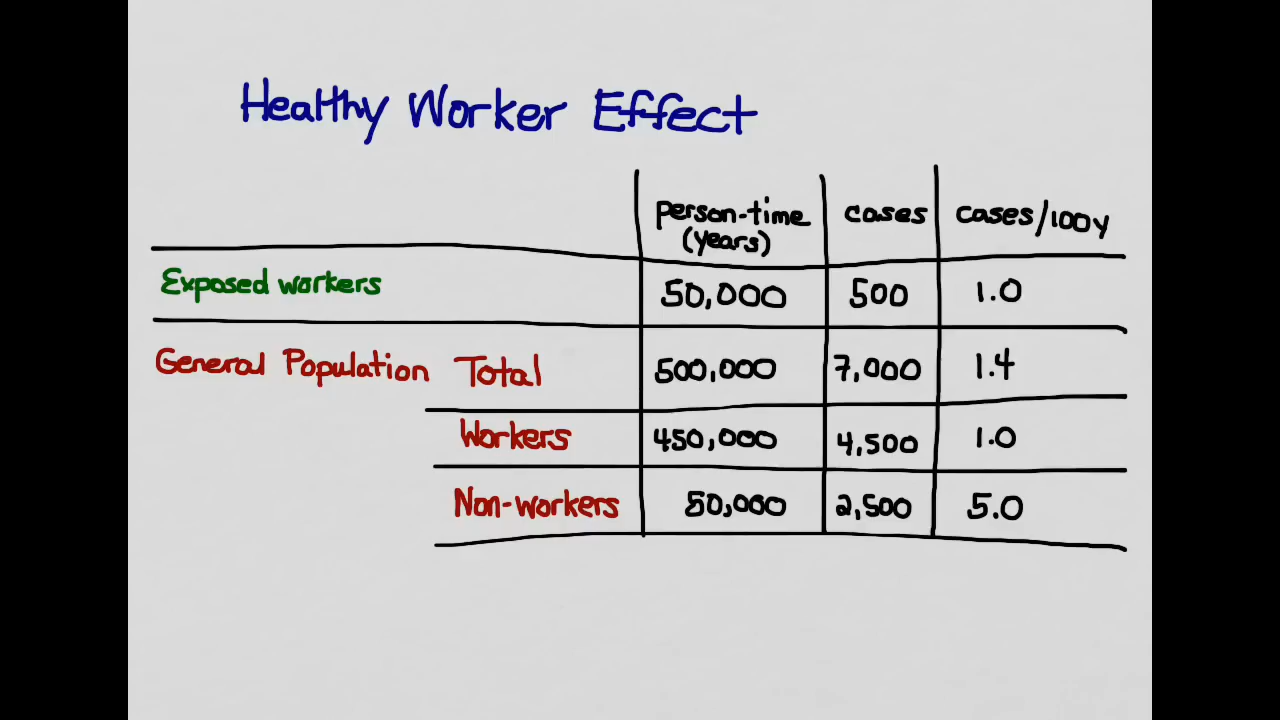 Healthy Worker Effect
person-time (years) cases cases/100y
Exposed workers 50,000 500 1.0
General Population Total 500,000 7,000 1.4
Workers 450,000 4,500 1.0
Non-workers 50,000 2,500 5.0